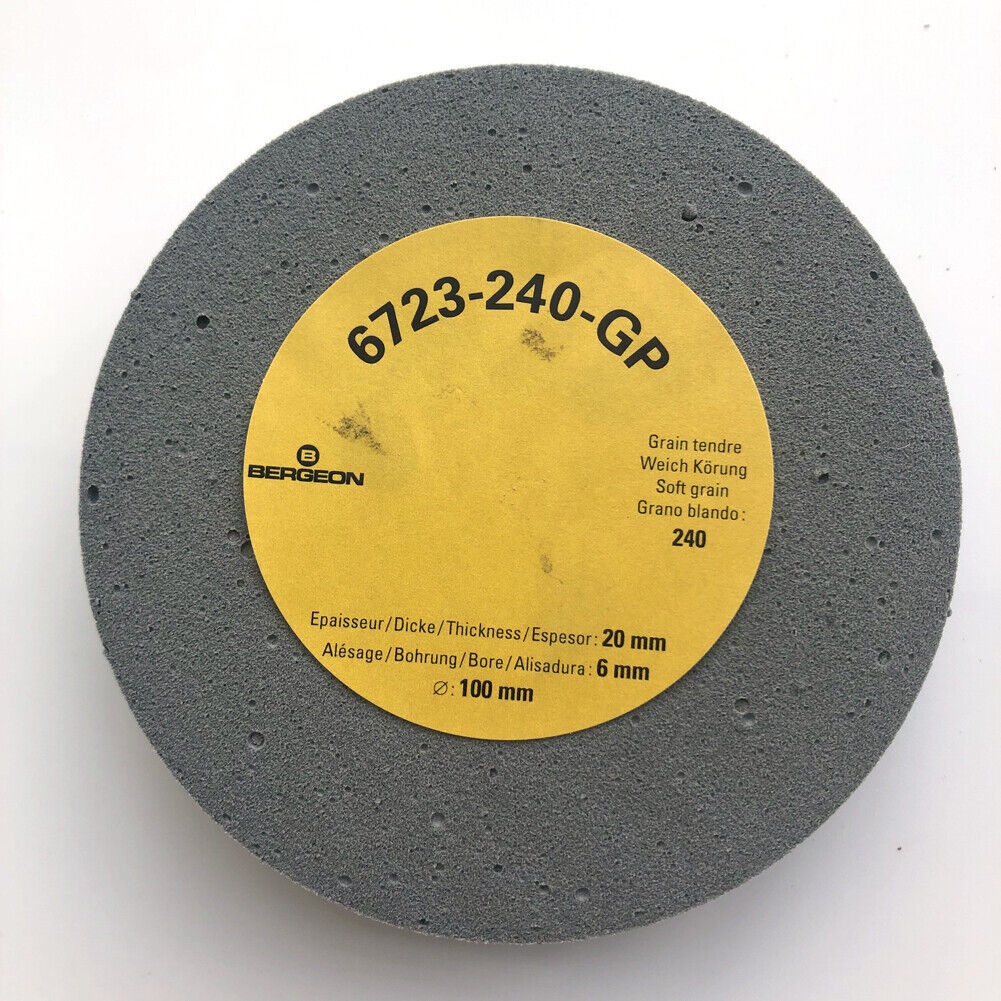 6723-240-GP
B
BERGEON
Grain tendre
Weich Körung
Soft grain
Grano blando:
240
Epaisseur/Dicke/Thickness/Espesor: 20 mm
Alésage/Bohrung/Bore/Alisadura: 6 mm
∅: 100 mm